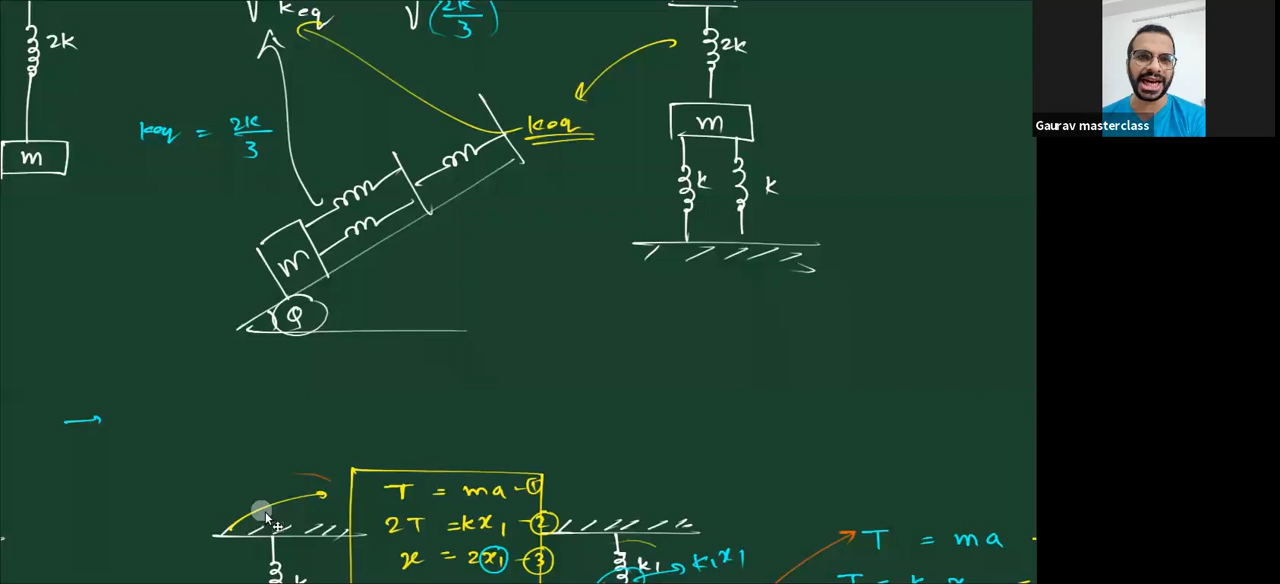 √ keq
√(2k/3)
2k
2k
keq = 2k/3
keq
m
m
k
k
m
φ
T = ma - ①
2T = kx₁ - ②
x = 2x₁ - ③
k
k₁
k₁x₁
T = ma
Gaurav masterclass